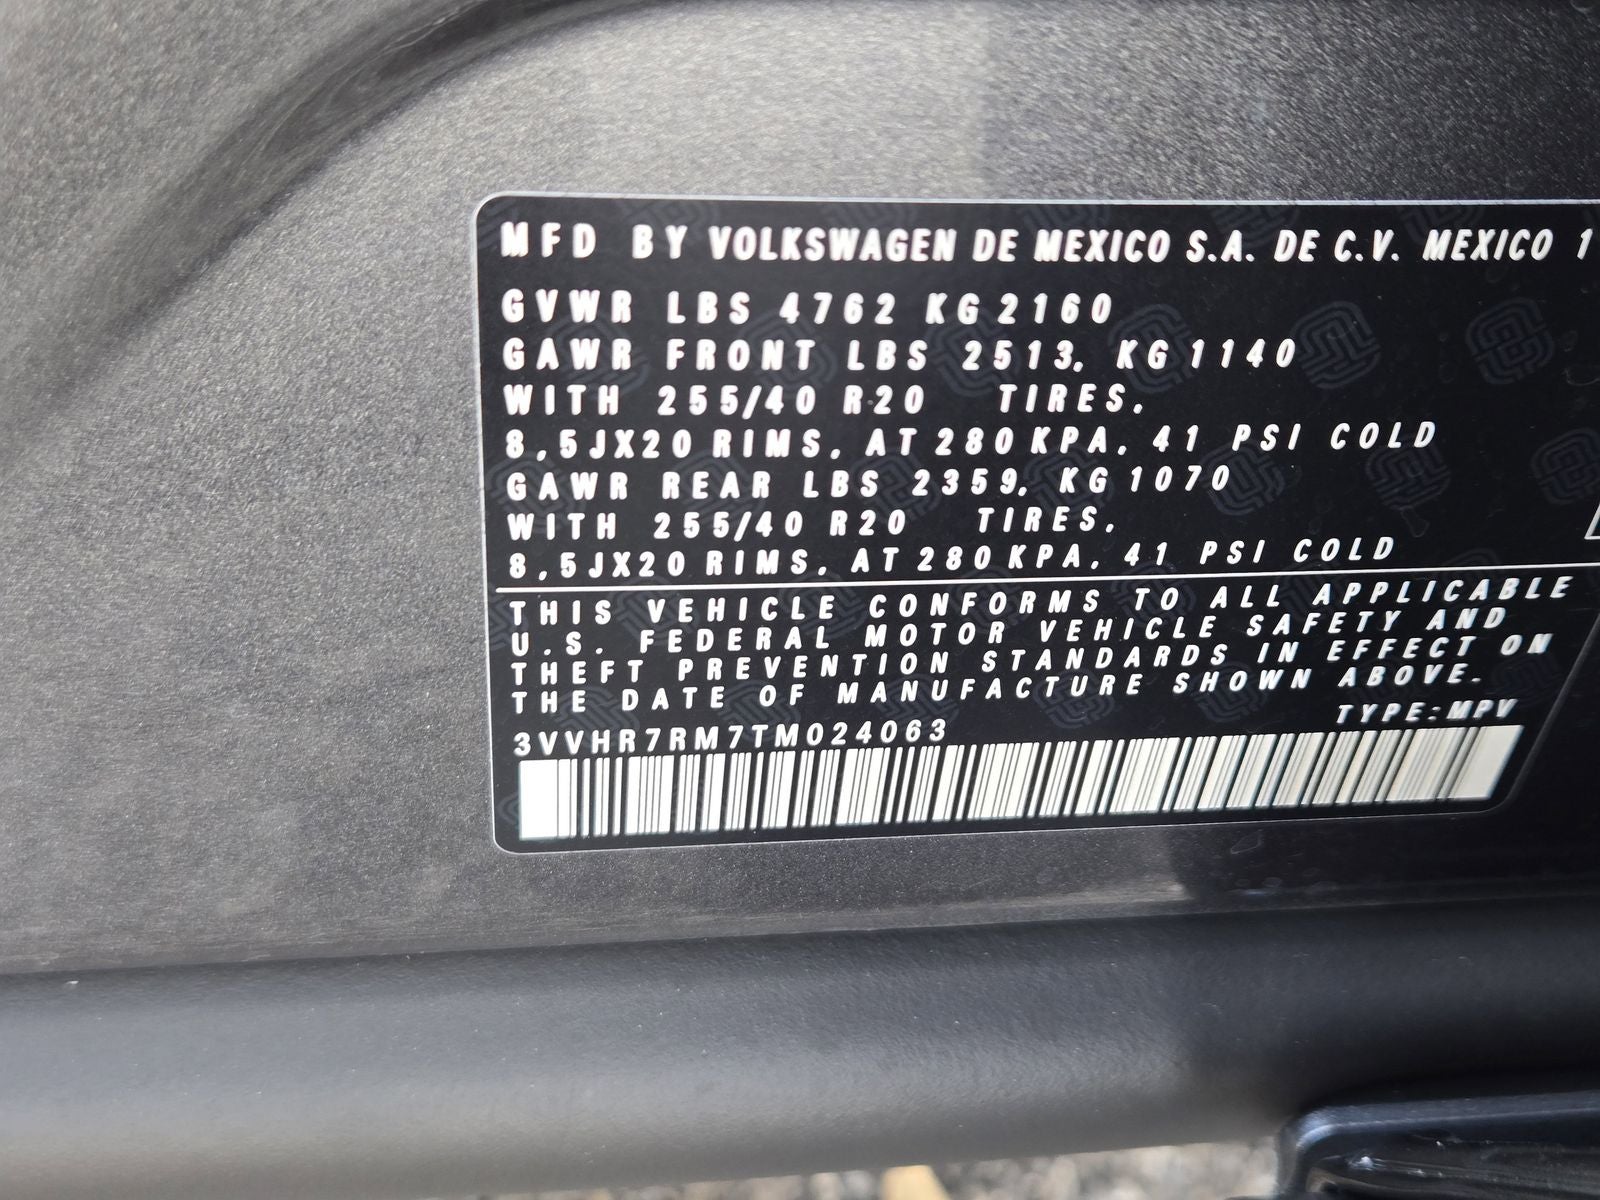 MFD BY VOLKSWAGEN DE MEXICO S.A. DE C.V. MEXICO 1
GVWR LBS 4762 KG 2160
GAWR FRONT LBS 2513, KG 1140
WITH 255/40 R20 TIRES,
8,5JX20 RIMS, AT 280 KPA, 41 PSI COLD
GAWR REAR LBS 2359, KG 1070
WITH 255/40 R20 TIRES,
8,5JX20 RIMS, AT 280 KPA, 41 PSI COLD
THIS VEHICLE CONFORMS TO ALL APPLICABLE
U.S. FEDERAL MOTOR VEHICLE SAFETY AND
THEFT PREVENTION STANDARDS IN EFFECT ON
THE DATE OF MANUFACTURE SHOWN ABOVE.
3VVHR7RM7TM024063 TYPE:MPV